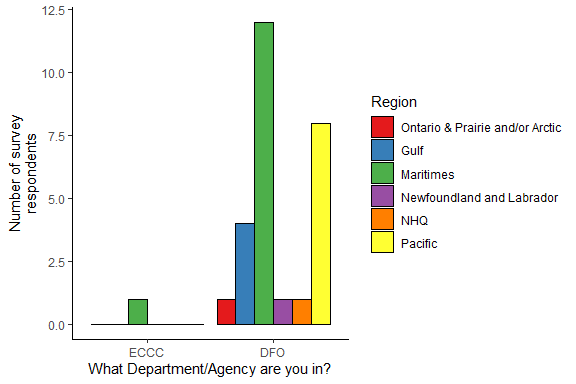 12.5
10.0
7.5
5.0
2.5
0.0
Number of survey
respondents
ECCC
DFO
What Department/Agency are you in?
Region
Ontario & Prairie and/or Arctic
Gulf
Maritimes
Newfoundland and Labrador
NHQ
Pacific